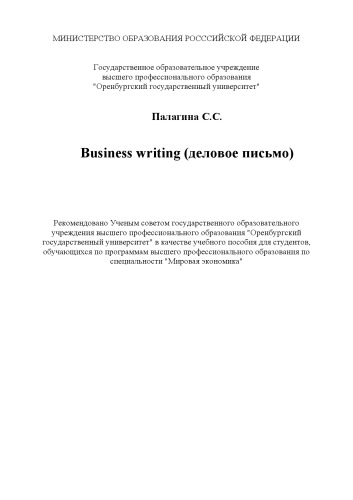 МИНИСТЕРСТВО ОБРАЗОВАНИЯ РОСССИЙСКОЙ ФЕДЕРАЦИИ
Государственное образовательное учреждение
высшего профессионального образования
"Оренбургский государственный университет"
Палагина С.С.
Business writing (деловое письмо)
Рекомендовано Ученым советом государственного образовательного
учреждения высшего профессионального образования "Оренбургский
государственный университет" в качестве учебного пособия для студентов,
обучающихся по программам высшего профессионального образования по
специальности "Мировая экономика"